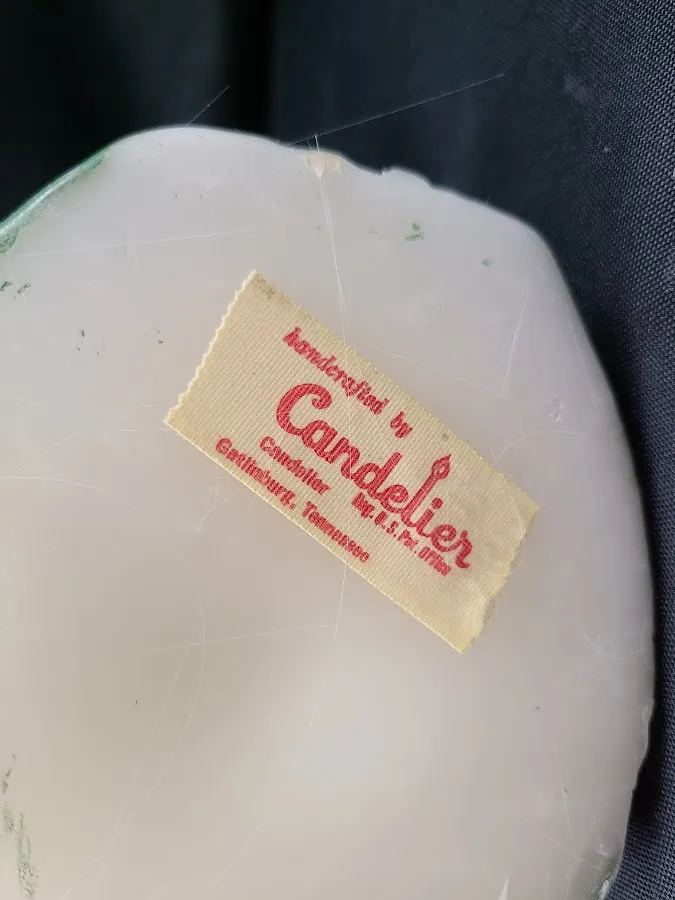 handcrafted by
Candelier
Candelier Reg. U.S. Pat. Office
Gatlinburg, Tennessee